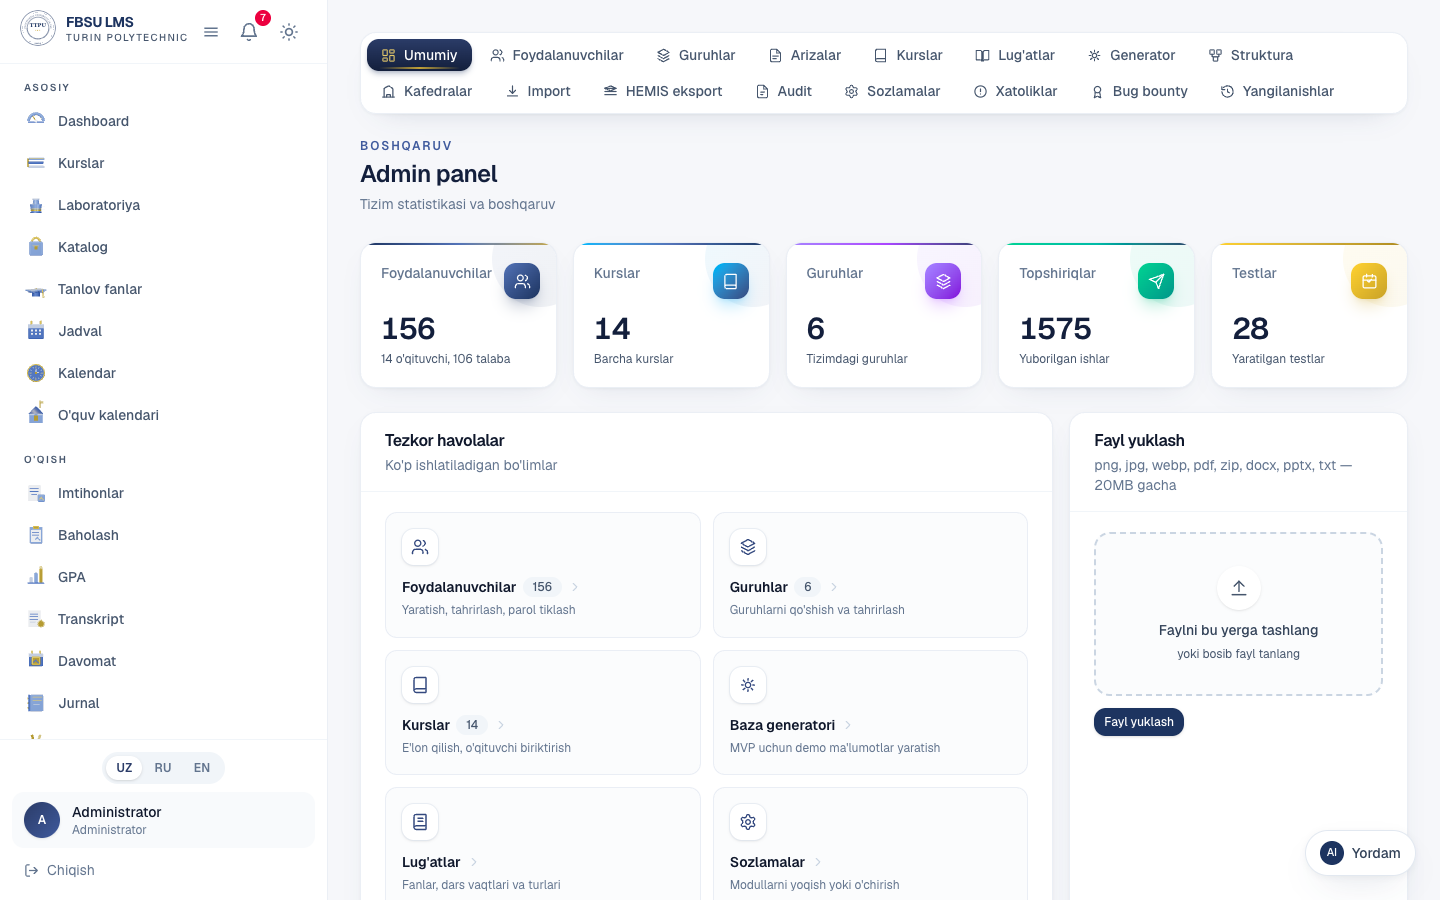 TTPU
FBSU LMS
TURIN POLYTECHNIC
7
ASOSIY
Dashboard
Kurslar
Laboratoriya
Katalog
Tanlov fanlar
Jadval
Kalendar
O'quv kalendari
O'QISH
Imtihonlar
Baholash
GPA
Transkript
Davomat
Jurnal
UZ RU EN
A
Administrator
Administrator
Chiqish
Umumiy Foydalanuvchilar Guruhlar Arizalar Kurslar Lug'atlar Generator Struktura
Kafedralar Import HEMIS eksport Audit Sozlamalar Xatoliklar Bug bounty Yangilanishlar
BOSHQARUV
Admin panel
Tizim statistikasi va boshqaruv
Foydalanuvchilar
156
14 o'qituvchi, 106 talaba
Kurslar
14
Barcha kurslar
Guruhlar
6
Tizimdagi guruhlar
Topshiriqlar
1575
Yuborilgan ishlar
Testlar
28
Yaratilgan testlar
Tezkor havolalar
Ko'p ishlatiladigan bo'limlar
Foydalanuvchilar 156
Yaratish, tahrirlash, parol tiklash
Guruhlar 6
Guruhlarni qo'shish va tahrirlash
Kurslar 14
E'lon qilish, o'qituvchi biriktirish
Baza generatori
MVP uchun demo ma'lumotlar yaratish
Lug'atlar
Fanlar, dars vaqtlari va turlari
Sozlamalar
Modullarni yoqish yoki o'chirish
Fayl yuklash
png, jpg, webp, pdf, zip, docx, pptx, txt —
20MB gacha
Faylni bu yerga tashlang
yoki bosib fayl tanlang
Fayl yuklash
AI Yordam